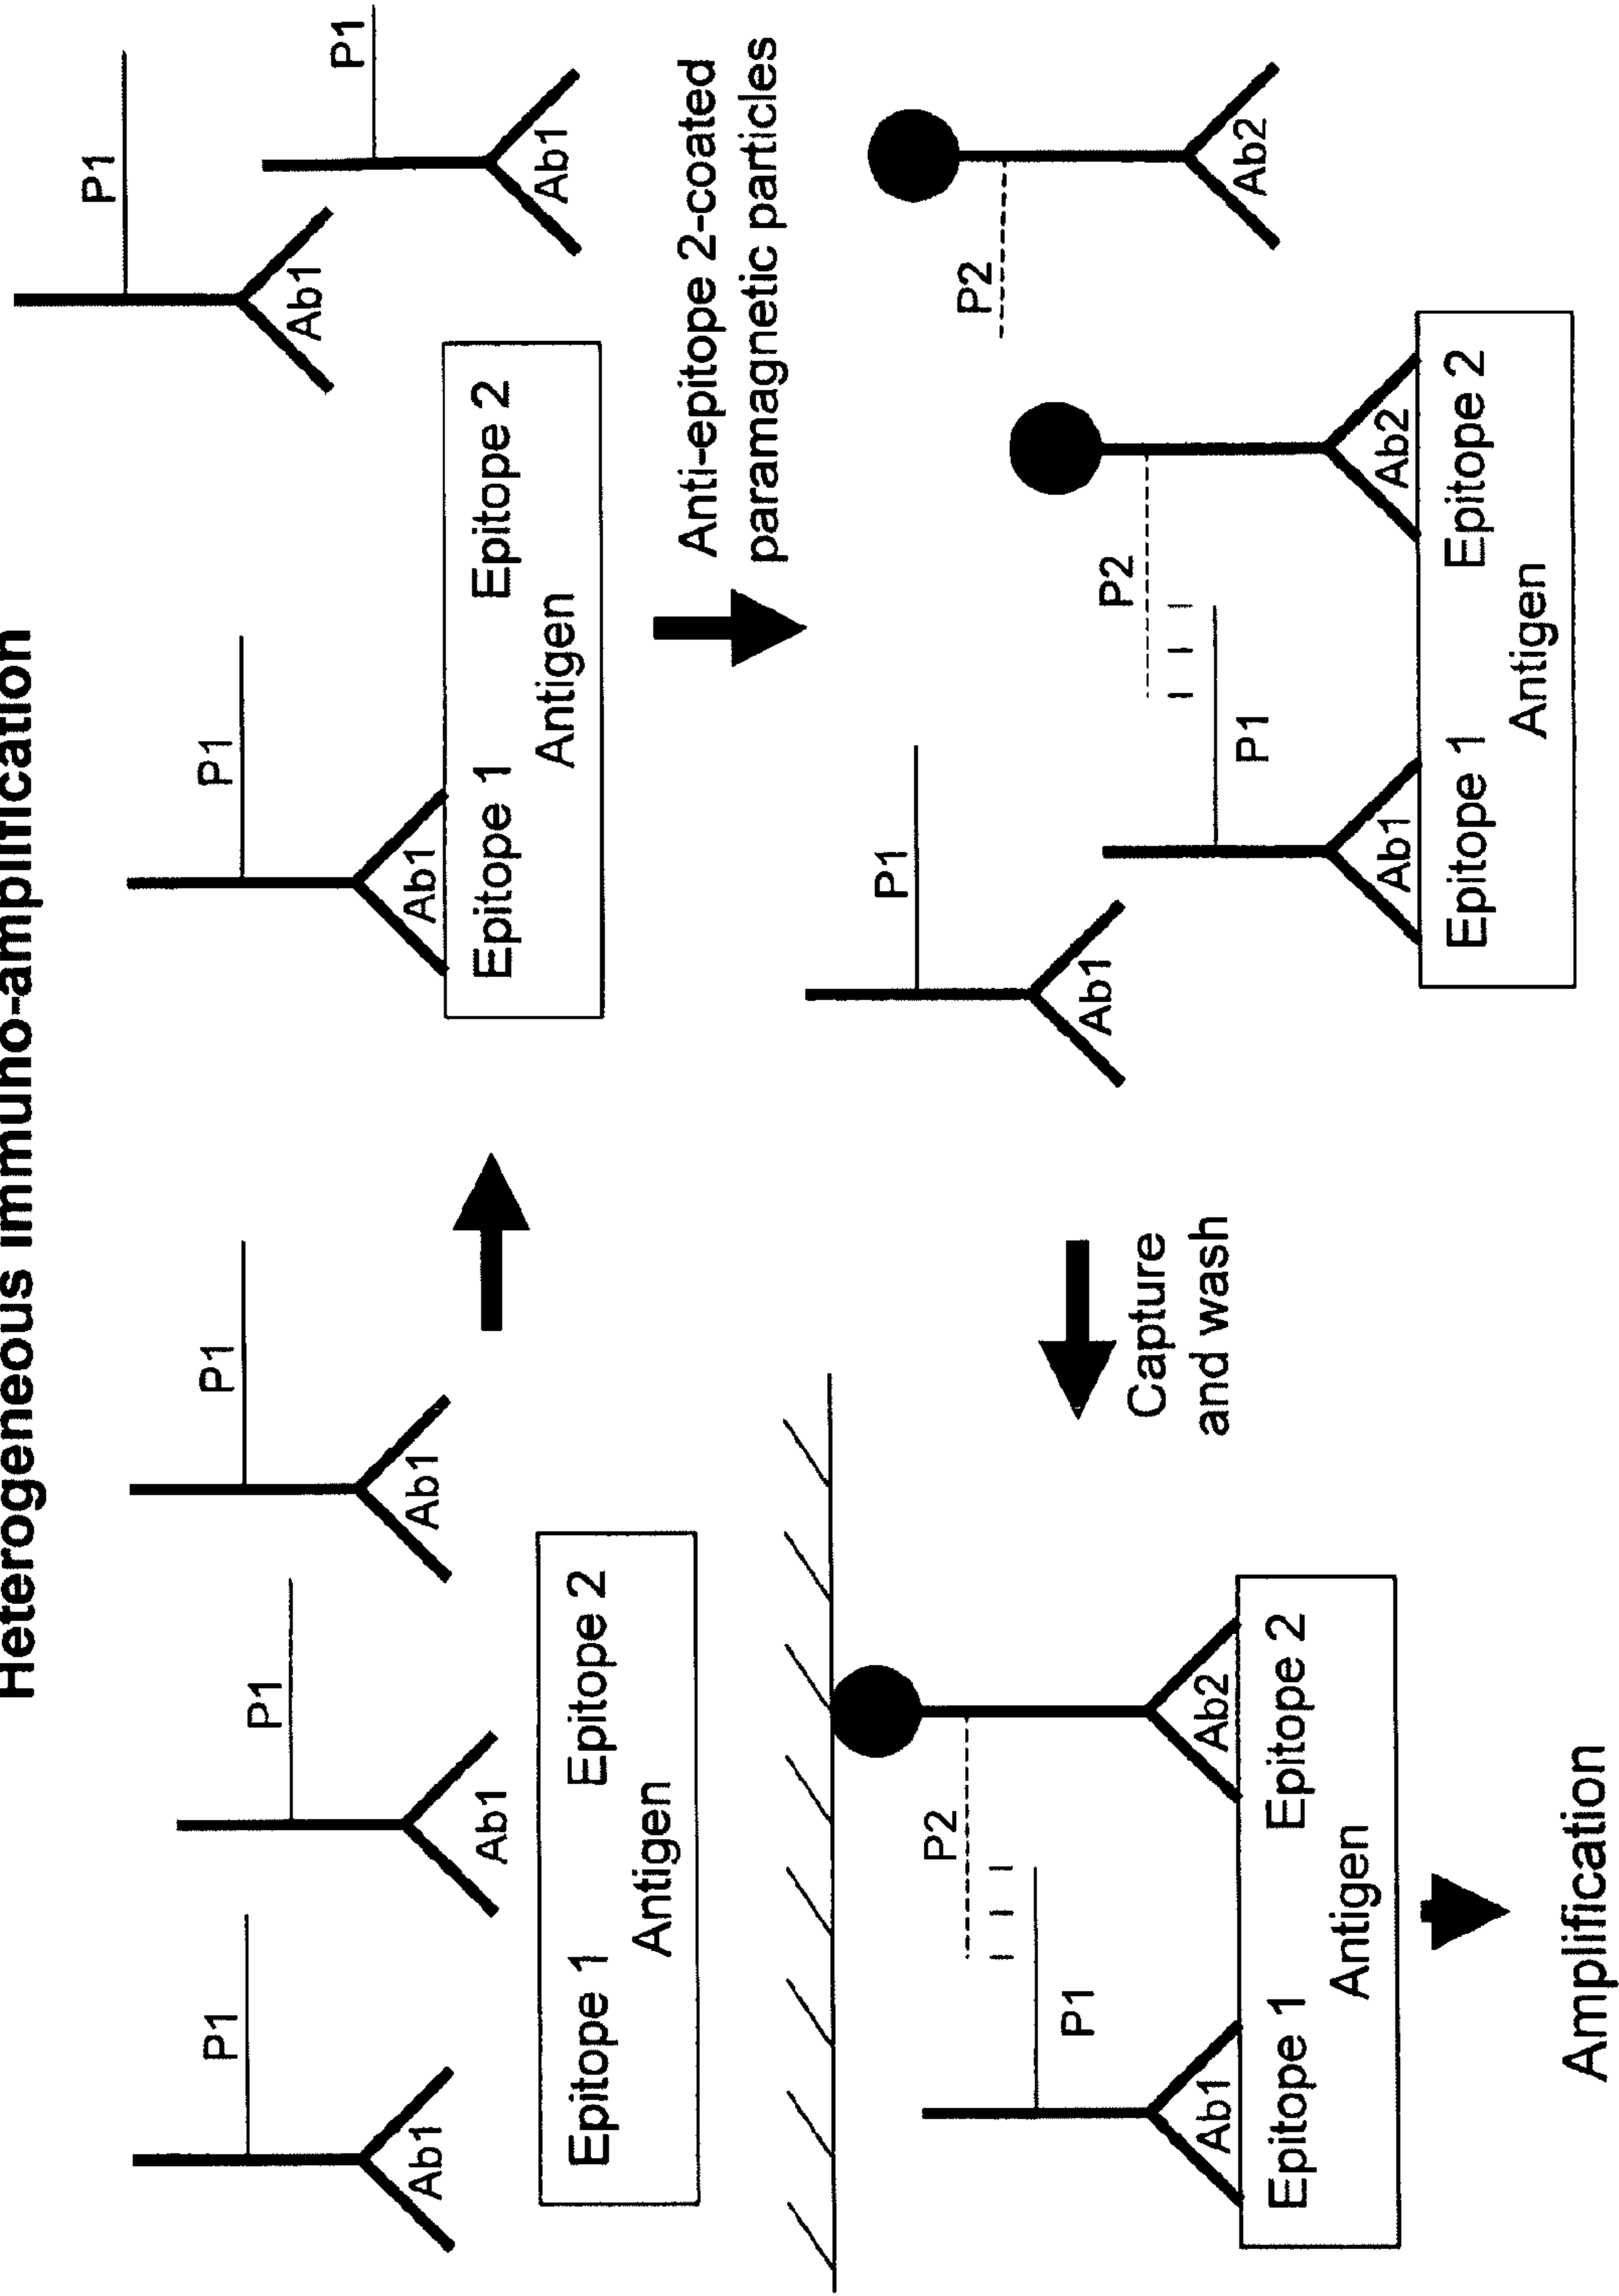 Heterogeneous immuno-amplification
P1
P1
P1
Ab1
Ab1
Ab1
Epitope 1 Epitope 2
Antigen
P1
P1
P1
Ab1
Ab1
Ab1
Epitope 1 Epitope 2
Antigen
Anti-epitope 2-coated
paramagnetic particles
P1
P2
P2
Ab1
P1
Ab2
Ab1
Ab2
Epitope 1 Epitope 2
Antigen
Capture
and wash
P2
P1
Ab1
Ab2
Epitope 1 Epitope 2
Antigen
Amplification